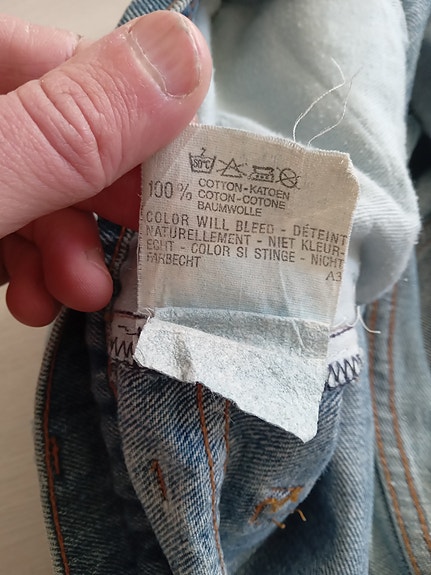 100% COTTON-KATOEN
COTON-COTONE
BAUMWOLLE
COLOR WILL BLEED - DÉTEINT
NATURELLEMENT - NIET KLEUR-
ECHT - COLOR SI STINGE - NICHT
FARBECHT
A3